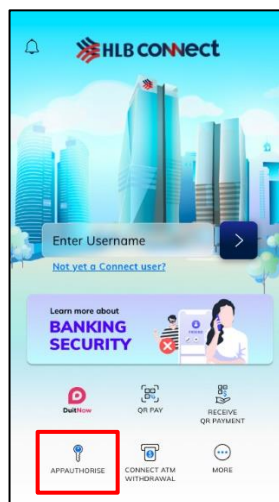 HLB CONNect
Enter Username
Not yet a Connect user?
Learn more about
BANKING
SECURITY
DuitNow
QR PAY
RECEIVE
QR PAYMENT
APPAUTHORISE
CONNECT ATM
WITHDRAWAL
MORE